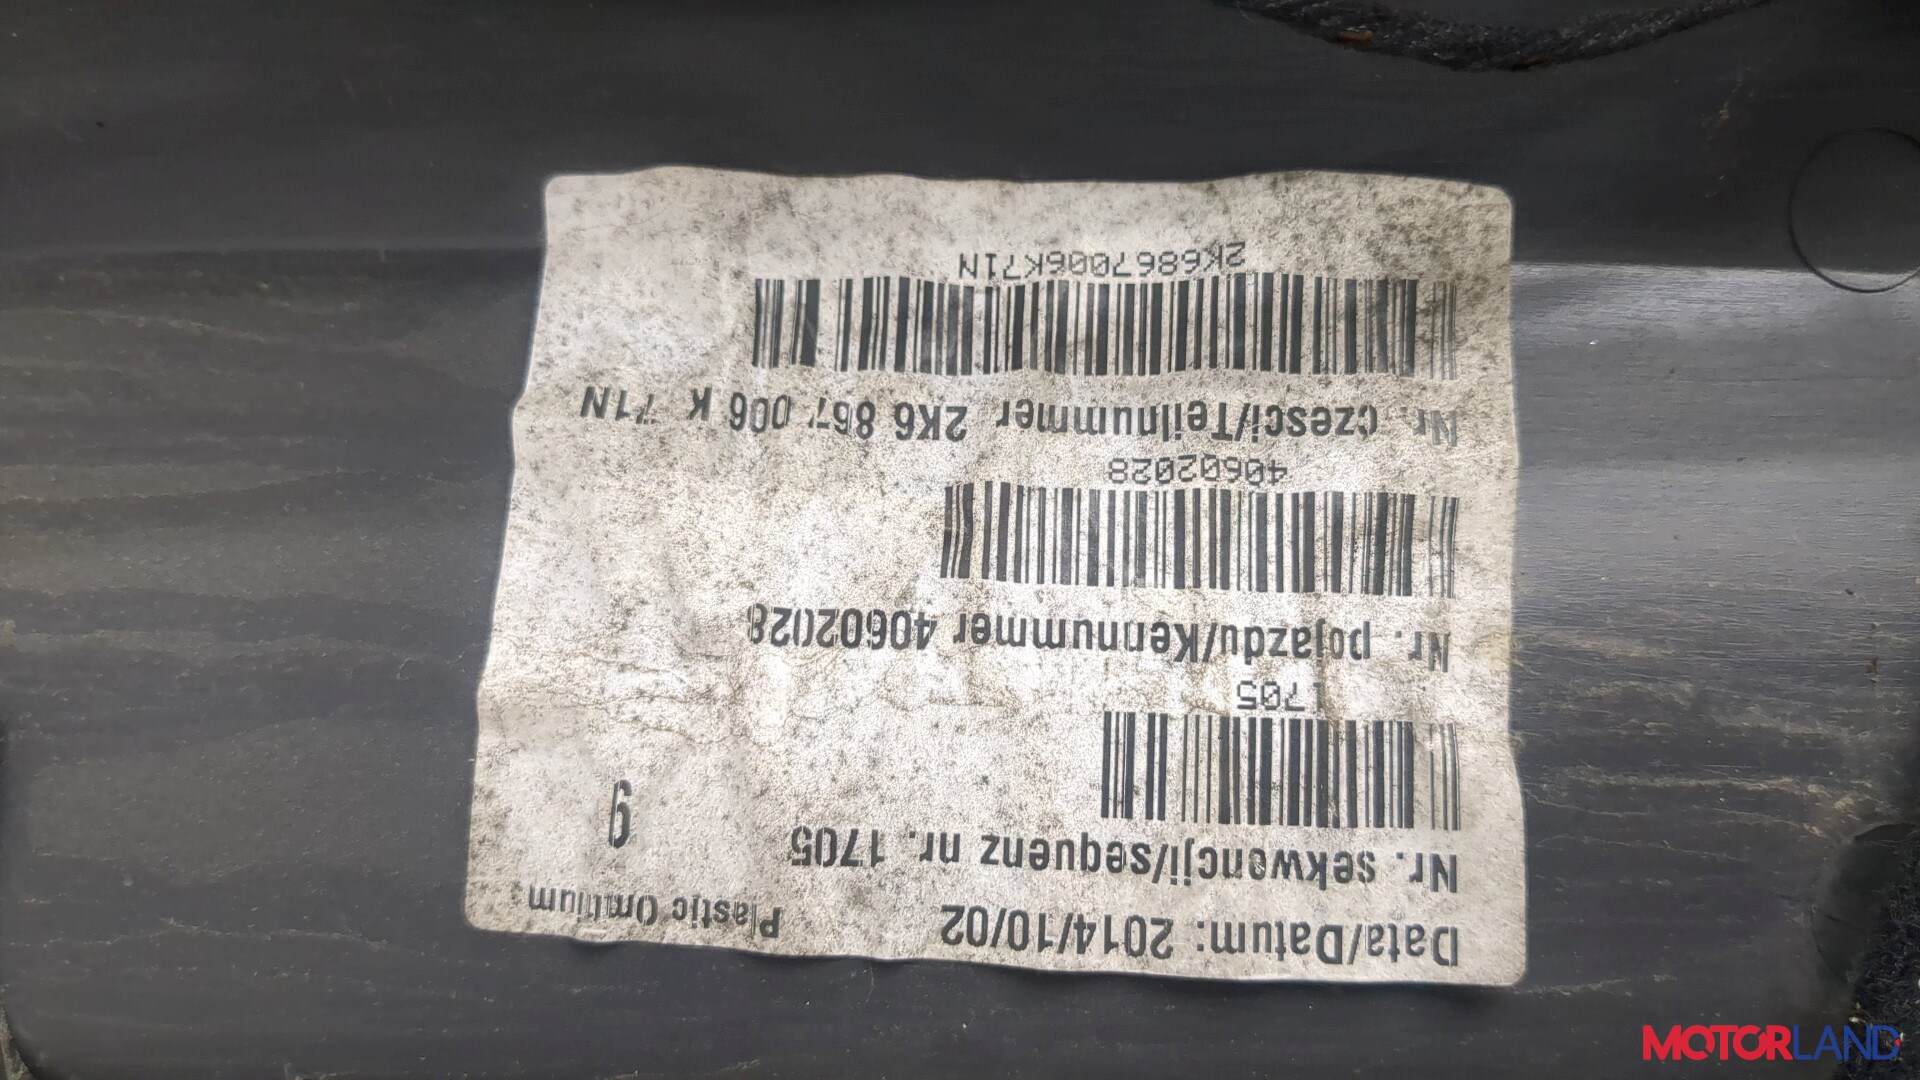 Data/Datum: 2014/10/02 Plastic Omnium
Nr. sekwencji/sequenz nr. 1705 9
1705
Nr. pojazdu/Kennummer 40602028
40602028
Nr. czesci/Teilnummer 2K6 867 006 K 71N
2K6867006K71N
MOTORLAND